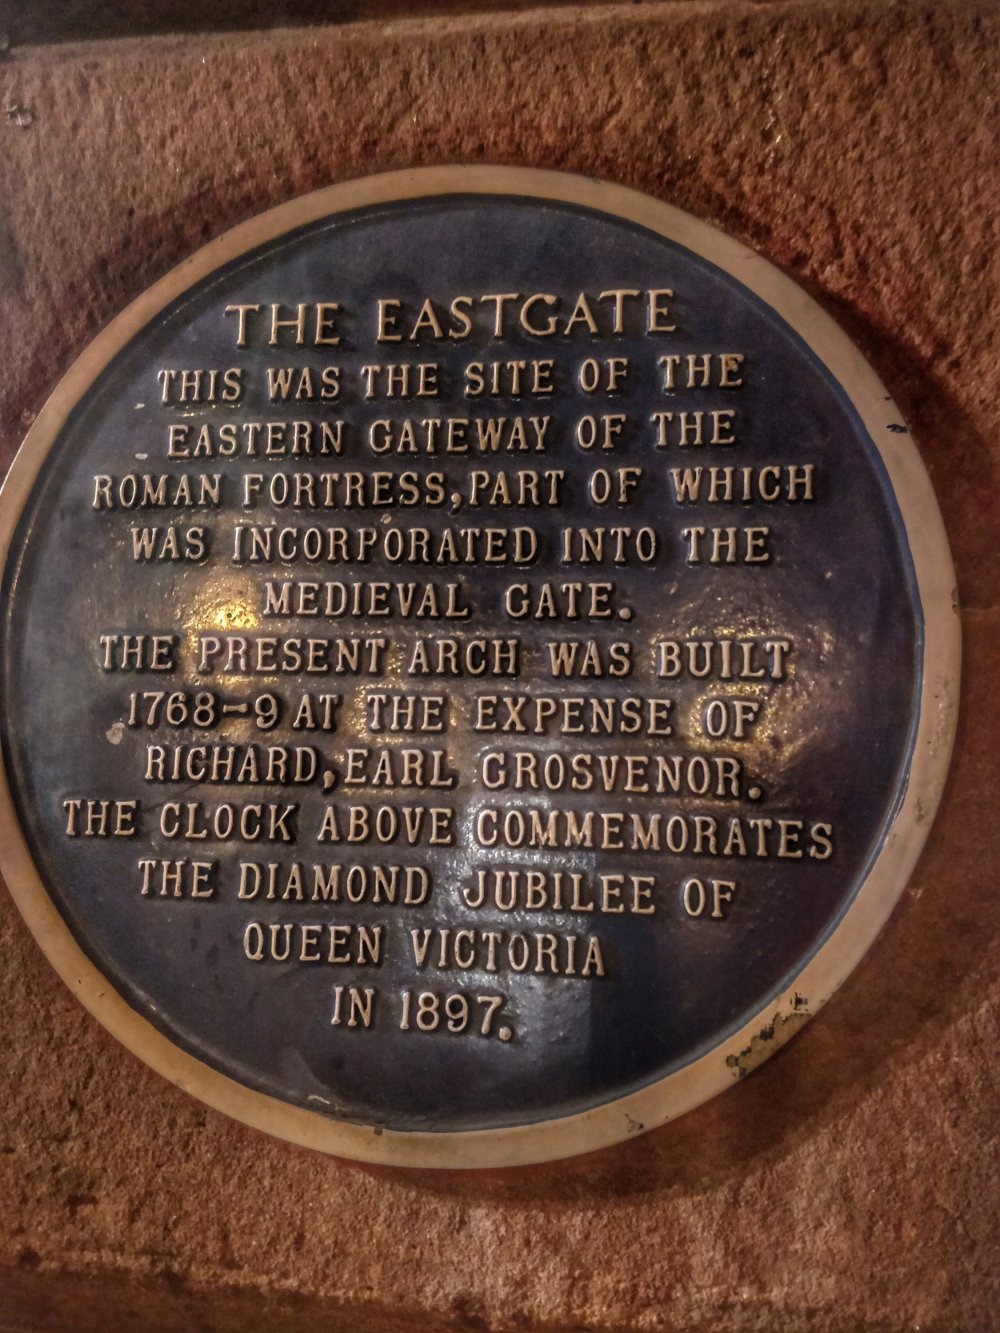 THE EASTGATE
THIS WAS THE SITE OF THE
EASTERN GATEWAY OF THE
ROMAN FORTRESS, PART OF WHICH
WAS INCORPORATED INTO THE
MEDIEVAL GATE.
THE PRESENT ARCH WAS BUILT
1768-9 AT THE EXPENSE OF
RICHARD, EARL GROSVENOR.
THE CLOCK ABOVE COMMEMORATES
THE DIAMOND JUBILEE OF
QUEEN VICTORIA
IN 1897.